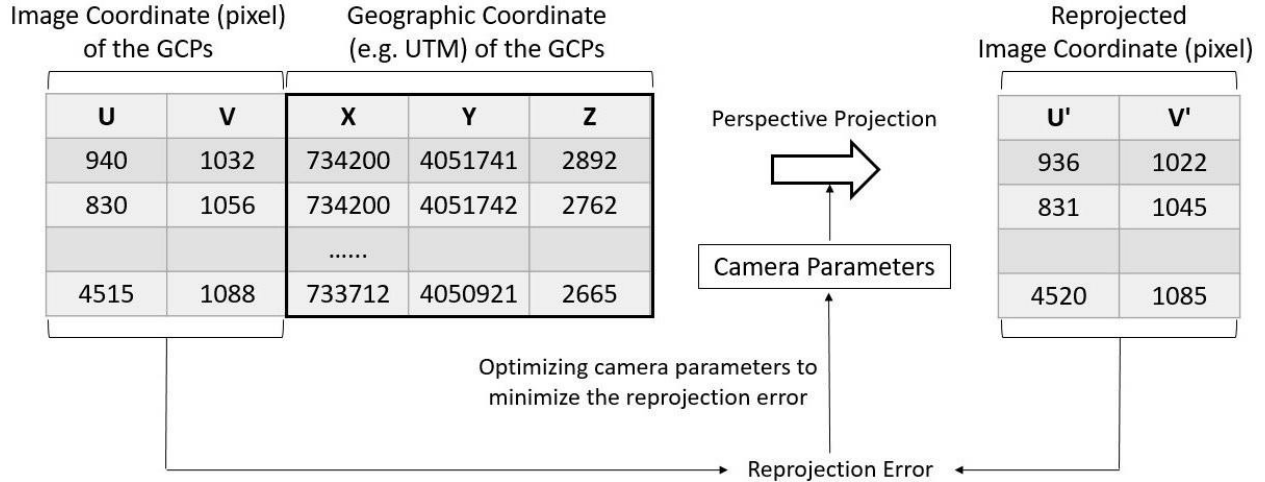 Image Coordinate (pixel)
of the GCPs
Geographic Coordinate
(e.g. UTM) of the GCPs
Reprojected
Image Coordinate (pixel)
U V X Y Z
940 1032 734200 4051741 2892
830 1056 734200 4051742 2762
......
4515 1088 733712 4050921 2665
Perspective Projection
Camera Parameters
U' V'
936 1022
831 1045
4520 1085
Optimizing camera parameters to
minimize the reprojection error
Reprojection Error